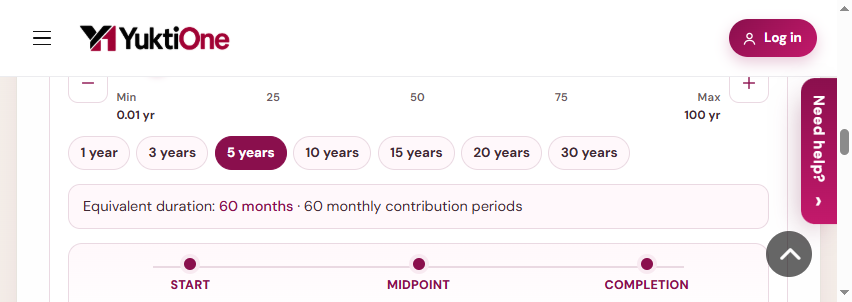 YuktiOne
Log in
−
+
Min 25 50 75 Max
0.01 yr 100 yr
1 year 3 years 5 years 10 years 15 years 20 years 30 years
Equivalent duration: 60 months · 60 monthly contribution periods
START MIDPOINT COMPLETION
Need help? ›